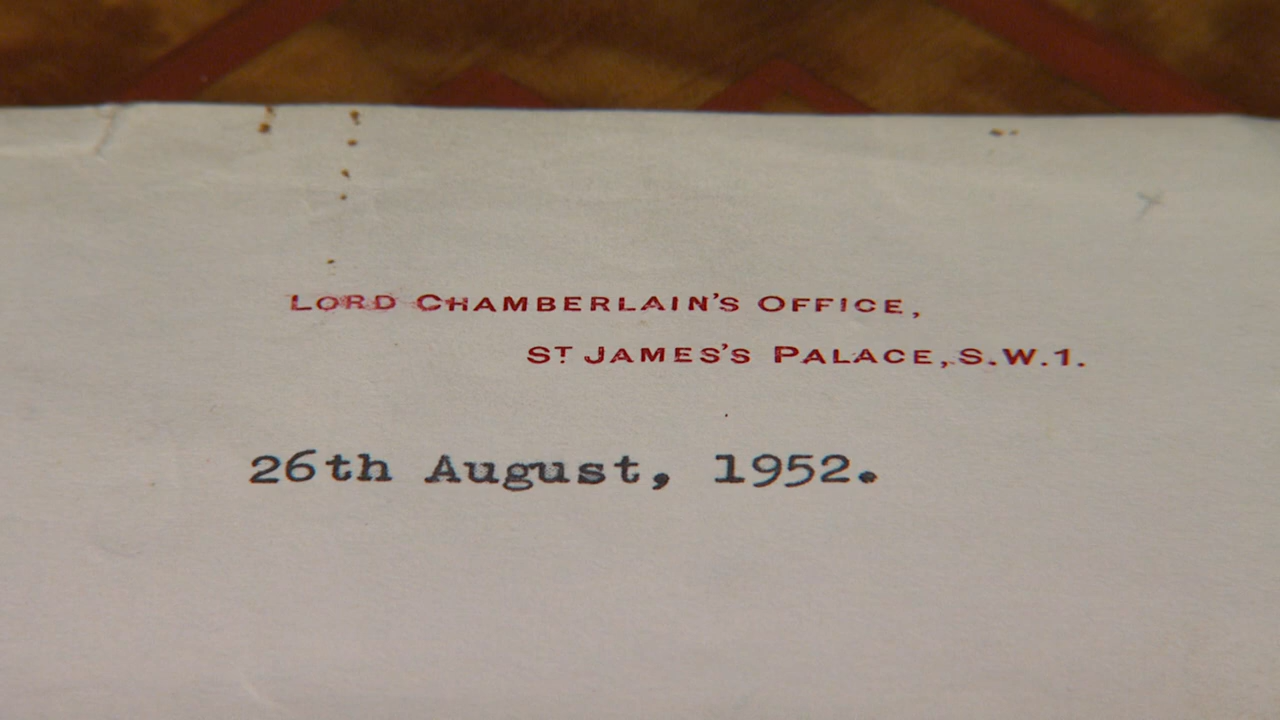 LORD CHAMBERLAIN'S OFFICE,
ST JAMES'S PALACE, S.W.1.
26th August, 1952.